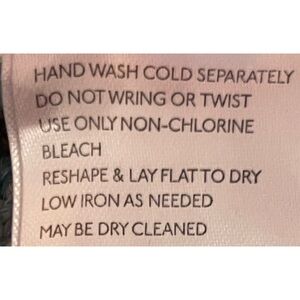 HAND WASH COLD SEPARATELY
DO NOT WRING OR TWIST
USE ONLY NON-CHLORINE
BLEACH
RESHAPE & LAY FLAT TO DRY
LOW IRON AS NEEDED
MAY BE DRY CLEANED